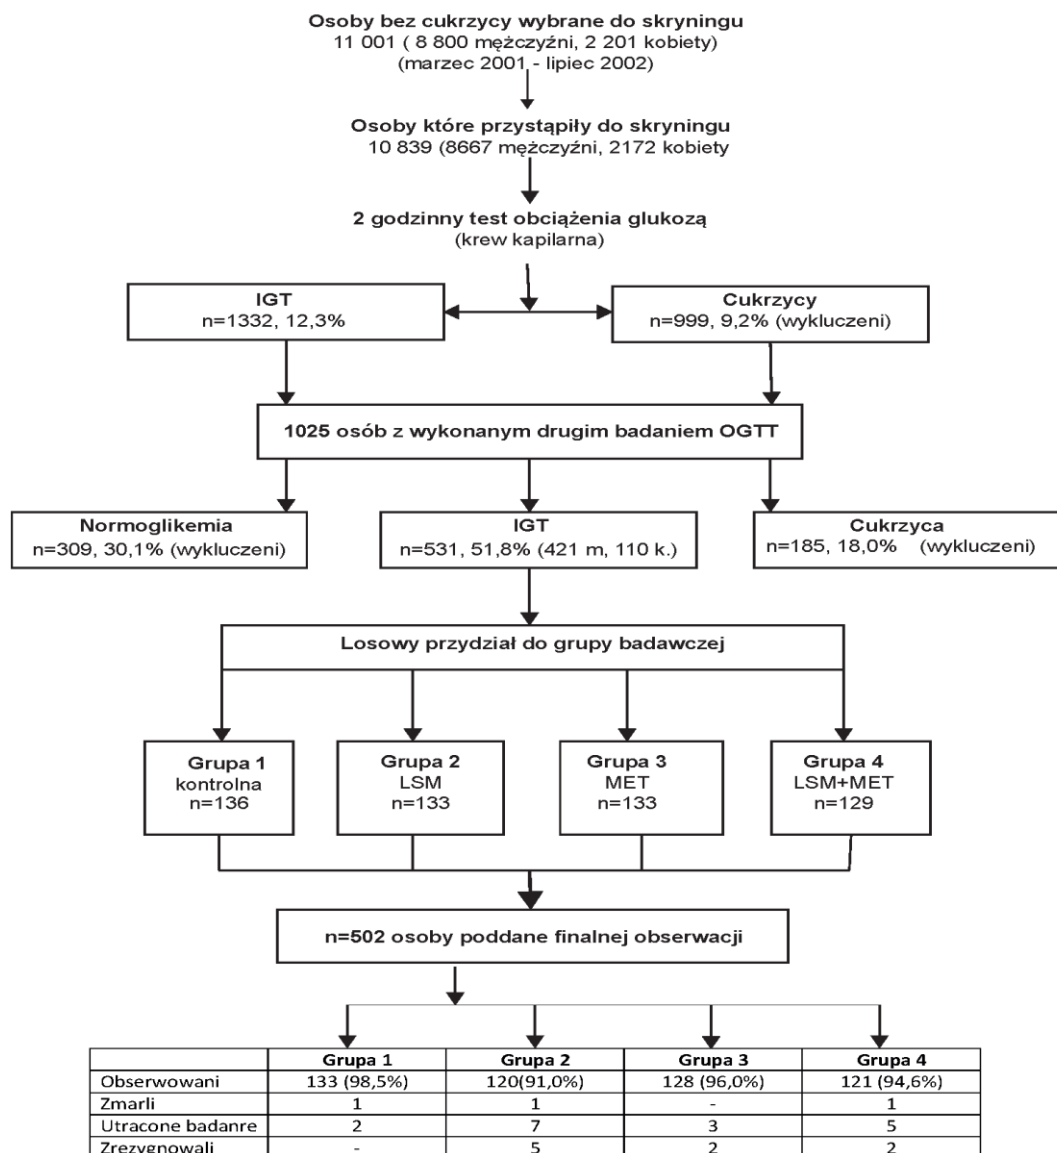 Osoby bez cukrzycy wybrane do skryningu
11 001 ( 8 800 mężczyźni, 2 201 kobiety)
(marzec 2001 - lipiec 2002)
Osoby które przystąpiły do skryningu
10 839 (8667 mężczyźni, 2172 kobiety
2 godzinny test obciążenia glukozą
(krew kapilarna)
IGT
n=1332, 12,3%
Cukrzycy
n=999, 9,2% (wykluczeni)
1025 osób z wykonanym drugim badaniem OGTT
Normoglikemia
n=309, 30,1% (wykluczeni)
IGT
n=531, 51,8% (421 m, 110 k.)
Cukrzyca
n=185, 18,0% (wykluczeni)
Losowy przydział do grupy badawczej
Grupa 1
kontrolna
n=136
Grupa 2
LSM
n=133
Grupa 3
MET
n=133
Grupa 4
LSM+MET
n=129
n=502 osoby poddane finalnej obserwacji
Grupa 1 Grupa 2 Grupa 3 Grupa 4
Obserwowani 133 (98,5%) 120(91,0%) 128 (96,0%) 121 (94,6%)
Zmarli 1 1 - 1
Utracone badanre 2 7 3 5
Zrezygnowali - 5 2 2